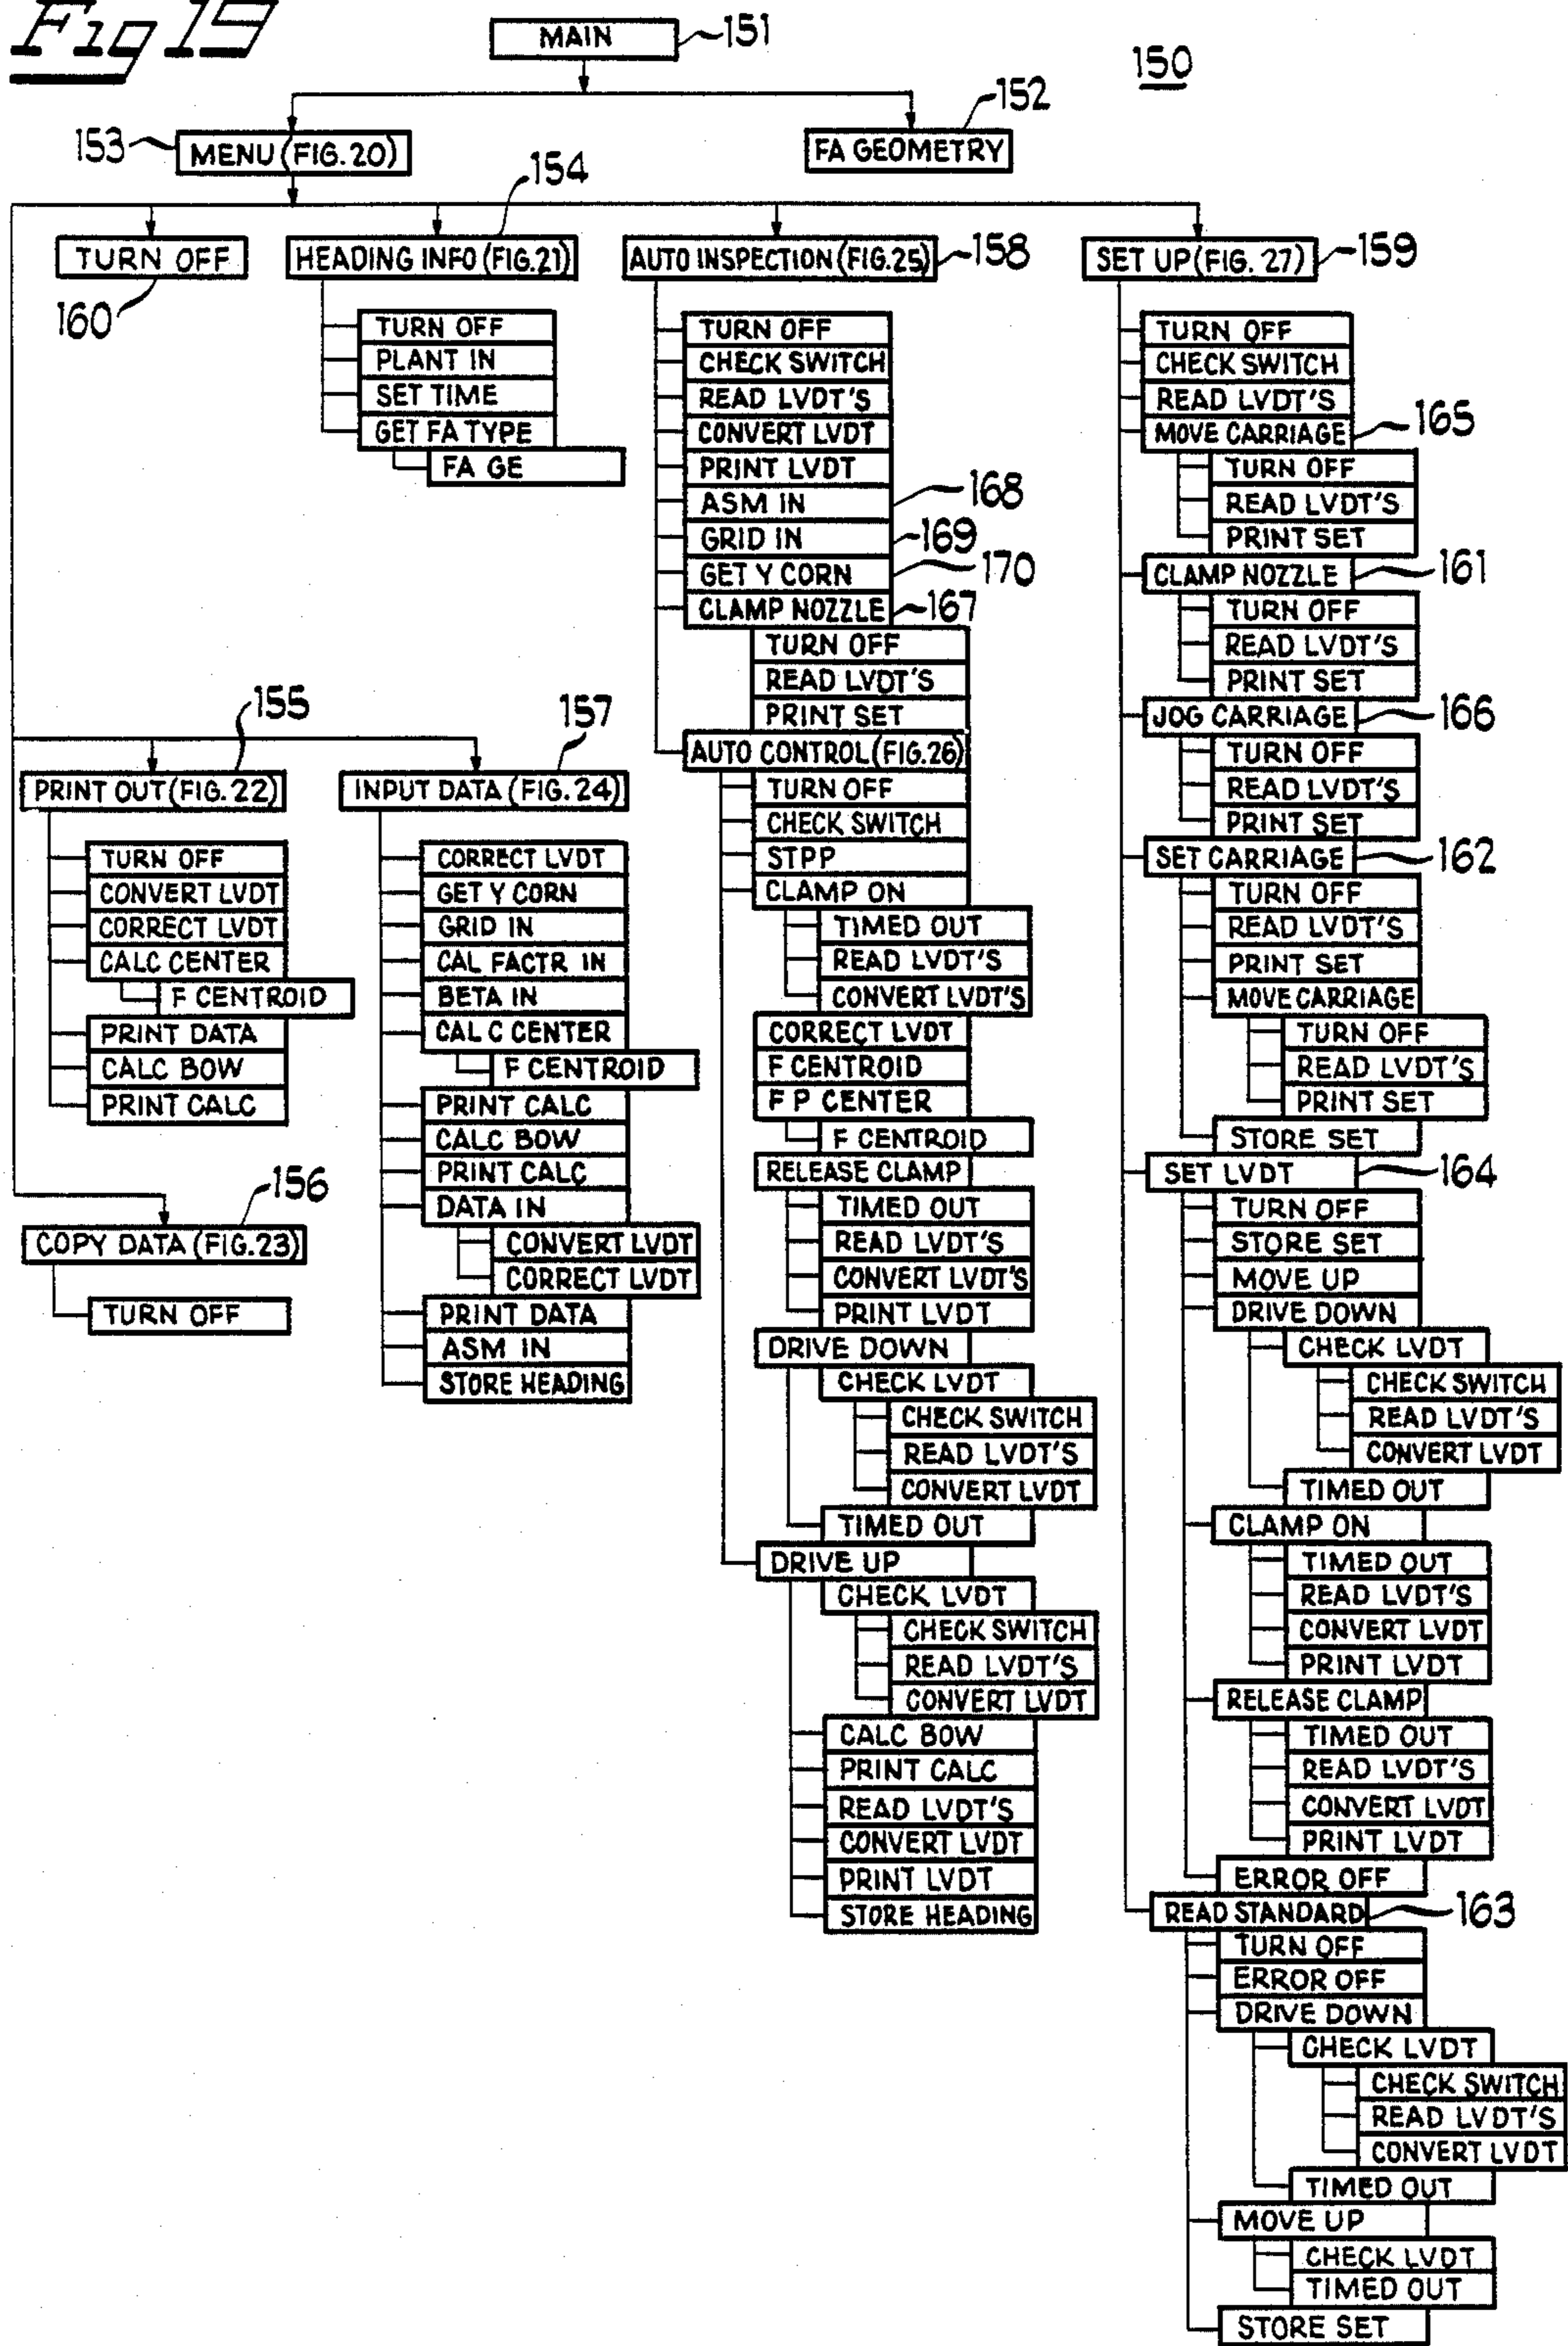 Fig 19
MAIN
151
150
152
153
MENU (FIG. 20)
FA GEOMETRY
154
TURN OFF
160
HEADING INFO (FIG.21)
TURN OFF
PLANT IN
SET TIME
GET FA TYPE
FA GE
AUTO INSPECTION (FIG.25)
158
TURN OFF
CHECK SWITCH
READ LVDT'S
CONVERT LVDT
PRINT LVDT
ASM IN
168
GRID IN
169
GET Y CORN
170
CLAMP NOZZLE
167
TURN OFF
READ LVDT'S
PRINT SET
AUTO CONTROL (FIG.26)
TURN OFF
CHECK SWITCH
STPP
CLAMP ON
TIMED OUT
READ LVDT'S
CONVERT LVDT'S
CORRECT LVDT
F CENTROID
F P CENTER
F CENTROID
RELEASE CLAMP
TIMED OUT
READ LVDT'S
CONVERT LVDT'S
PRINT LVDT
DRIVE DOWN
CHECK LVDT
CHECK SWITCH
READ LVDT'S
CONVERT LVDT
TIMED OUT
DRIVE UP
CHECK LVDT
CHECK SWITCH
READ LVDT'S
CONVERT LVDT
CALC BOW
PRINT CALC
READ LVDT'S
CONVERT LVDT
PRINT LVDT
STORE HEADING
SET UP (FIG. 27)
159
TURN OFF
CHECK SWITCH
READ LVDT'S
MOVE CARRIAGE
165
TURN OFF
READ LVDT'S
PRINT SET
CLAMP NOZZLE
161
TURN OFF
READ LVDT'S
PRINT SET
JOG CARRIAGE
166
TURN OFF
READ LVDT'S
PRINT SET
SET CARRIAGE
162
TURN OFF
READ LVDT'S
PRINT SET
MOVE CARRIAGE
TURN OFF
READ LVDT'S
PRINT SET
STORE SET
SET LVDT
164
TURN OFF
STORE SET
MOVE UP
DRIVE DOWN
CHECK LVDT
CHECK SWITCH
READ LVDT'S
CONVERT LVDT
TIMED OUT
CLAMP ON
TIMED OUT
READ LVDT'S
CONVERT LVDT
PRINT LVDT
RELEASE CLAMP
TIMED OUT
READ LVDT'S
CONVERT LVDT
PRINT LVDT
ERROR OFF
READ STANDARD
163
TURN OFF
ERROR OFF
DRIVE DOWN
CHECK LVDT
CHECK SWITCH
READ LVDT'S
CONVERT LVDT
TIMED OUT
MOVE UP
CHECK LVDT
TIMED OUT
STORE SET
155
PRINT OUT (FIG. 22)
TURN OFF
CONVERT LVDT
CORRECT LVDT
CALC CENTER
F CENTROID
PRINT DATA
CALC BOW
PRINT CALC
157
INPUT DATA (FIG. 24)
CORRECT LVDT
GET Y CORN
GRID IN
CAL FACTR IN
BETA IN
CAL C CENTER
F CENTROID
PRINT CALC
CALC BOW
PRINT CALC
DATA IN
CONVERT LVDT
CORRECT LVDT
PRINT DATA
ASM IN
STORE HEADING
156
COPY DATA (FIG.23)
TURN OFF